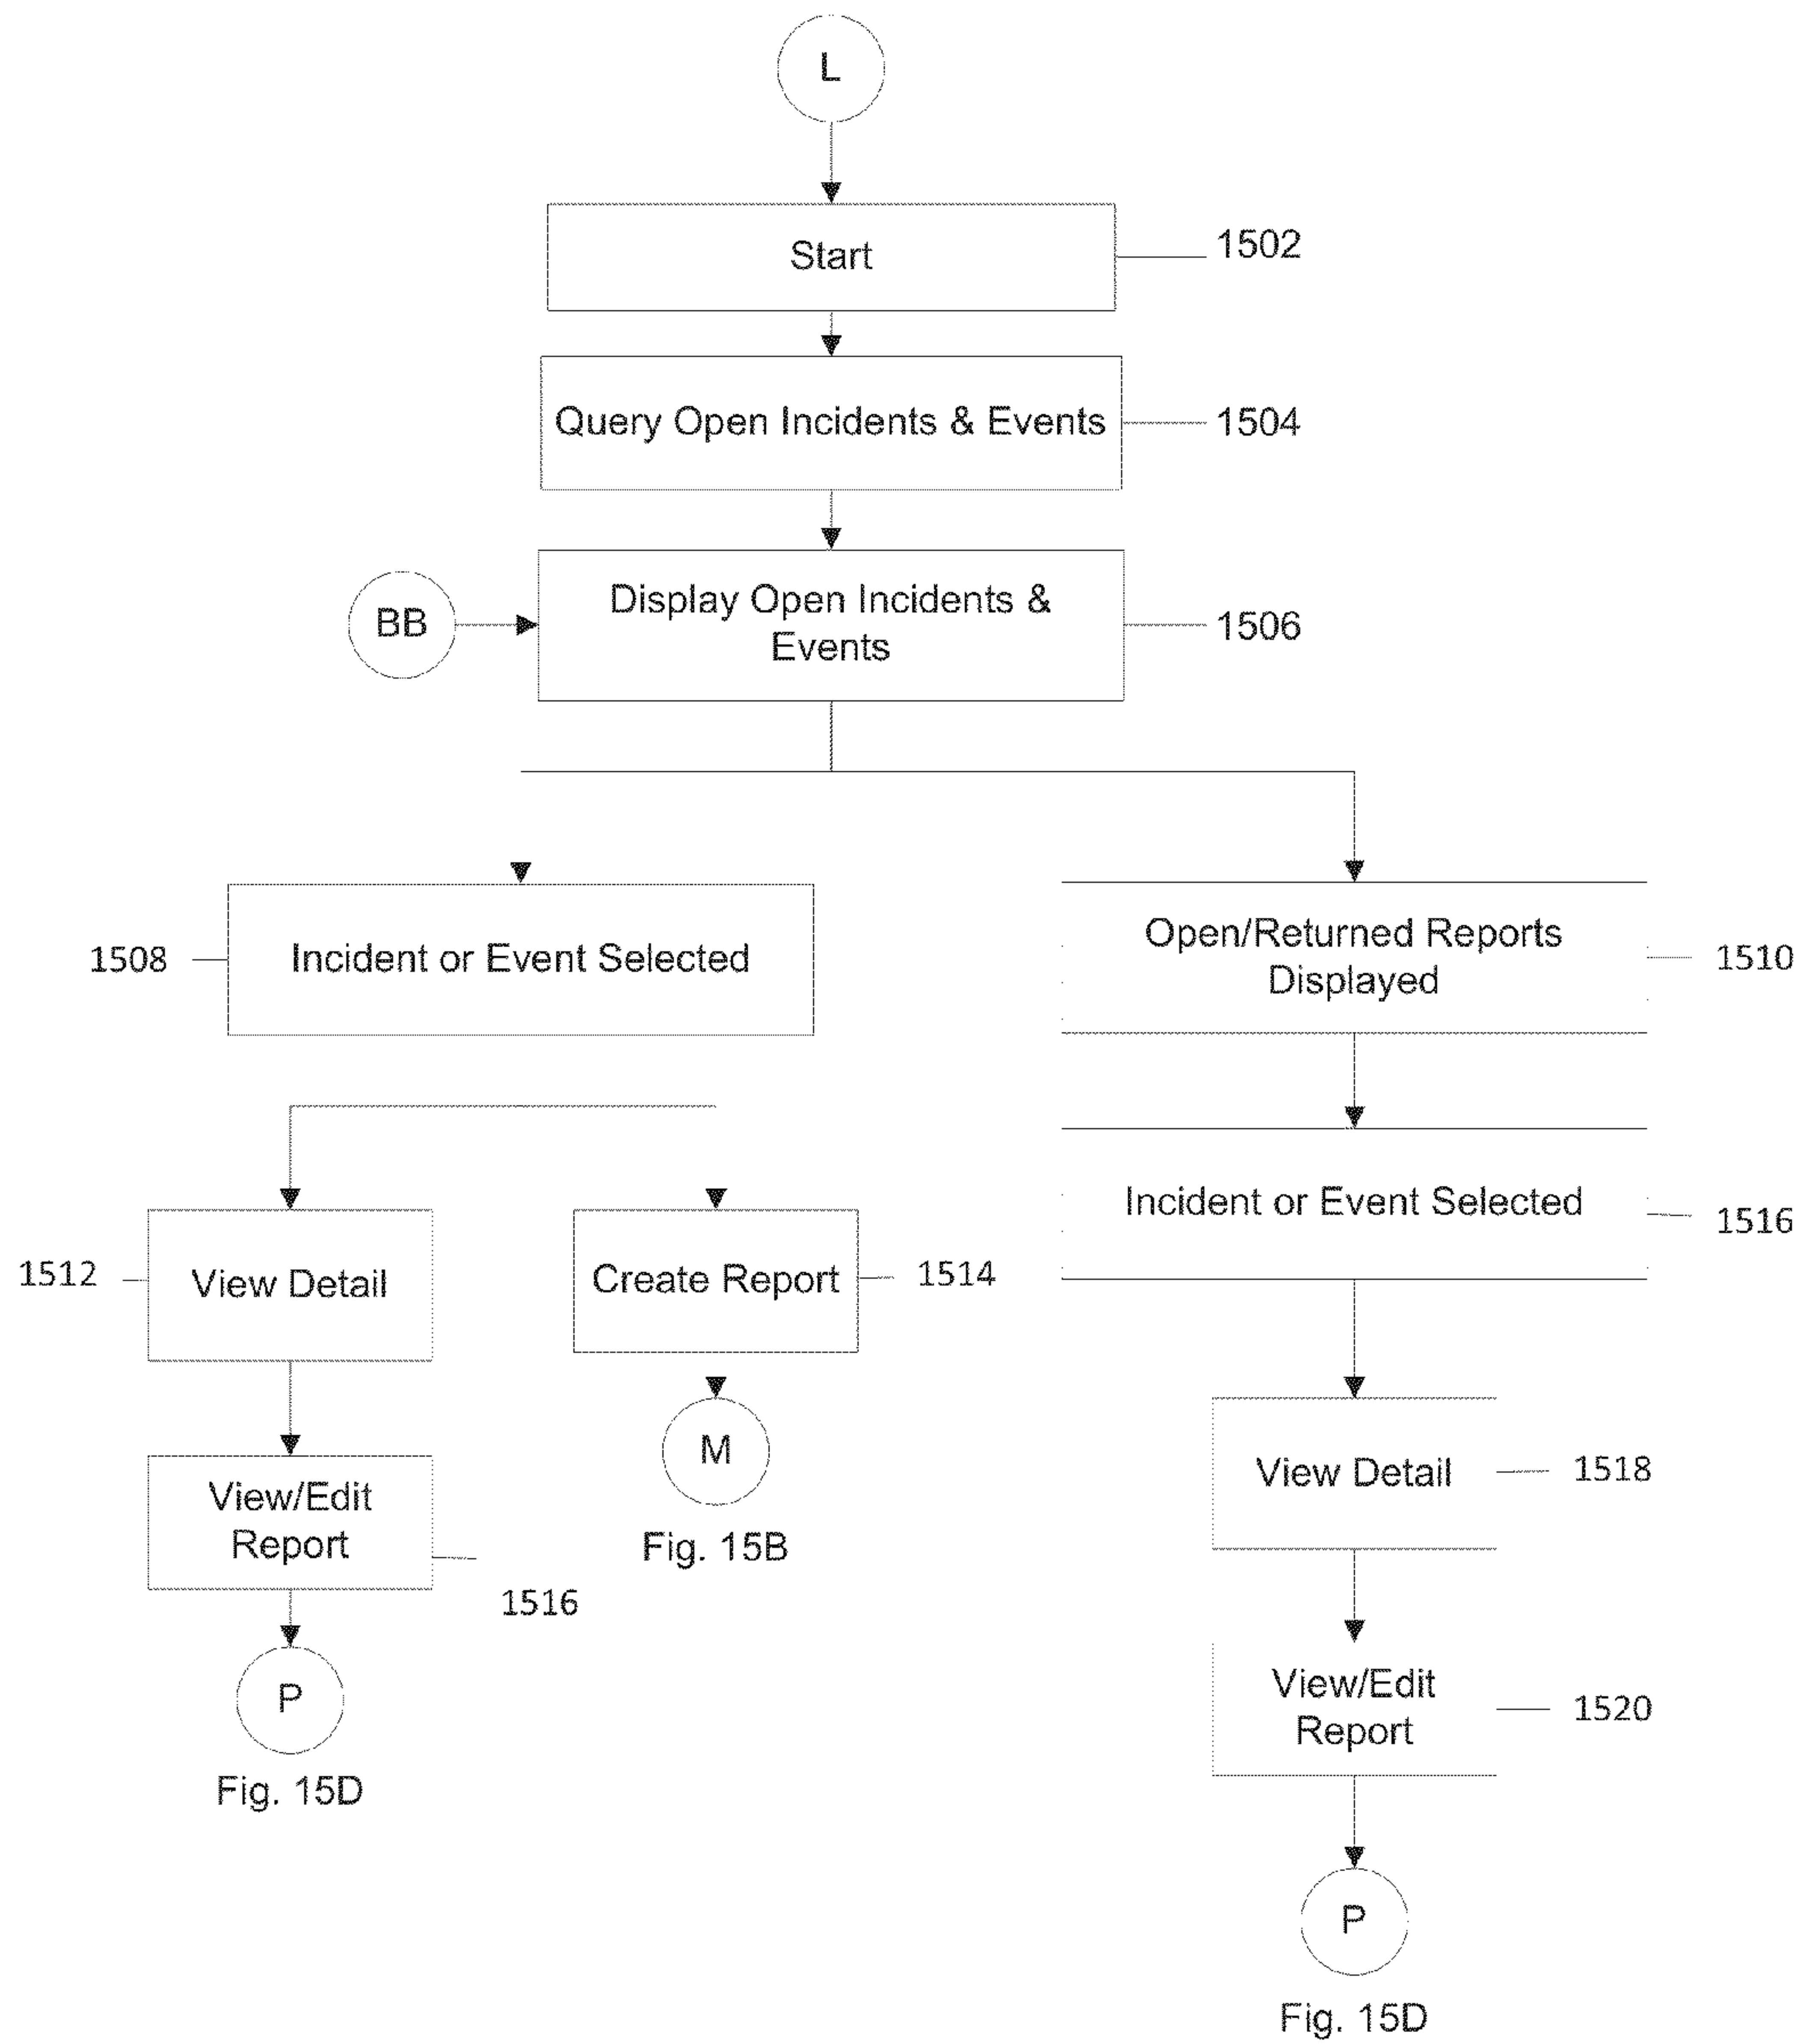 L
Start
1502
Query Open Incidents & Events
1504
BB
Display Open Incidents &
Events
1506
1508
Incident or Event Selected
Open/Returned Reports
Displayed
1510
Incident or Event Selected
1516
1512
View Detail
Create Report
1514
View/Edit
Report
1516
M
Fig. 15B
View Detail
1518
P
Fig. 15D
View/Edit
Report
1520
P
Fig. 15D